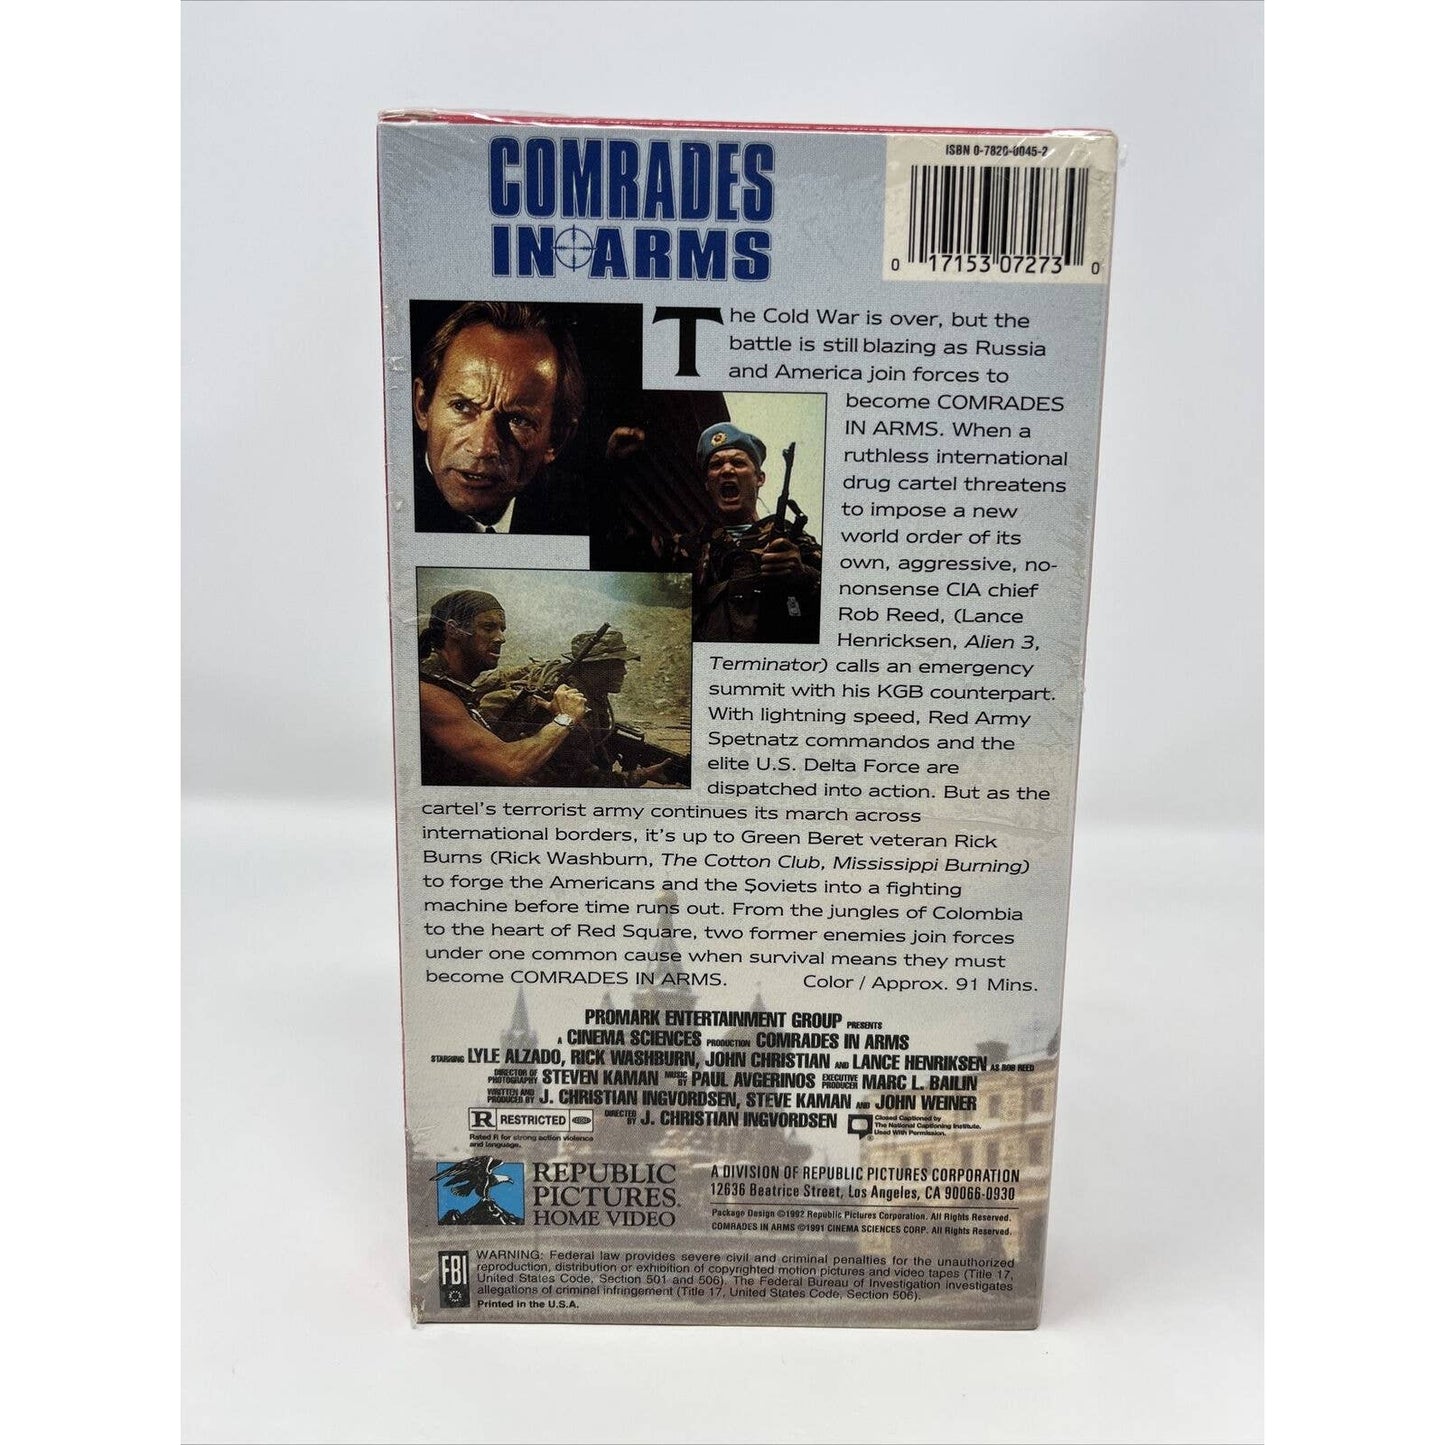 COMRADES
IN ARMS
ISBN 0-7820-0045-2
0 17153 07273 0
The Cold War is over, but the
battle is still blazing as Russia
and America join forces to
become COMRADES
IN ARMS. When a
ruthless international
drug cartel threatens
to impose a new
world order of its
own, aggressive, no-
nonsense CIA chief
Rob Reed, (Lance
Henricksen, Alien 3,
Terminator) calls an emergency
summit with his KGB counterpart.
With lightning speed, Red Army
Spetnatz commandos and the
elite U.S. Delta Force are
dispatched into action. But as the
cartel's terrorist army continues its march across
international borders, it's up to Green Beret veteran Rick
Burns (Rick Washburn, The Cotton Club, Mississippi Burning)
to forge the Americans and the Soviets into a fighting
machine before time runs out. From the jungles of Colombia
to the heart of Red Square, two former enemies join forces
under one common cause when survival means they must
become COMRADES IN ARMS. Color / Approx. 91 Mins.
PROMARK ENTERTAINMENT GROUP PRESENTS
A CINEMA SCIENCES PRODUCTION COMRADES IN ARMS
STARRING LYLE ALZADO, RICK WASHBURN, JOHN CHRISTIAN AND LANCE HENRIKSEN AS ROB REED
DIRECTOR OF PHOTOGRAPHY STEVEN KAMAN MUSIC BY PAUL AVGERINOS EXECUTIVE PRODUCER MARC L. BAILIN
WRITTEN AND PRODUCED BY J. CHRISTIAN INGVORDSEN, STEVE KAMAN AND JOHN WEINER
DIRECTED BY J. CHRISTIAN INGVORDSEN
R RESTRICTED
Rated R for strong action violence
and language.
Closed Captioned by
The National Captioning Institute.
Used With Permission.
REPUBLIC
PICTURES®
HOME VIDEO
A DIVISION OF REPUBLIC PICTURES CORPORATION
12636 Beatrice Street, Los Angeles, CA 90066-0930
Package Design ©1992 Republic Pictures Corporation. All Rights Reserved.
COMRADES IN ARMS ©1991 CINEMA SCIENCES CORP. All Rights Reserved.
FBI
WARNING: Federal law provides severe civil and criminal penalties for the unauthorized
reproduction, distribution or exhibition of copyrighted motion pictures and video tapes (Title 17,
United States Code, Section 501 and 506). The Federal Bureau of Investigation investigates
allegations of criminal infringement (Title 17, United States Code, Section 506).
Printed in the U.S.A.